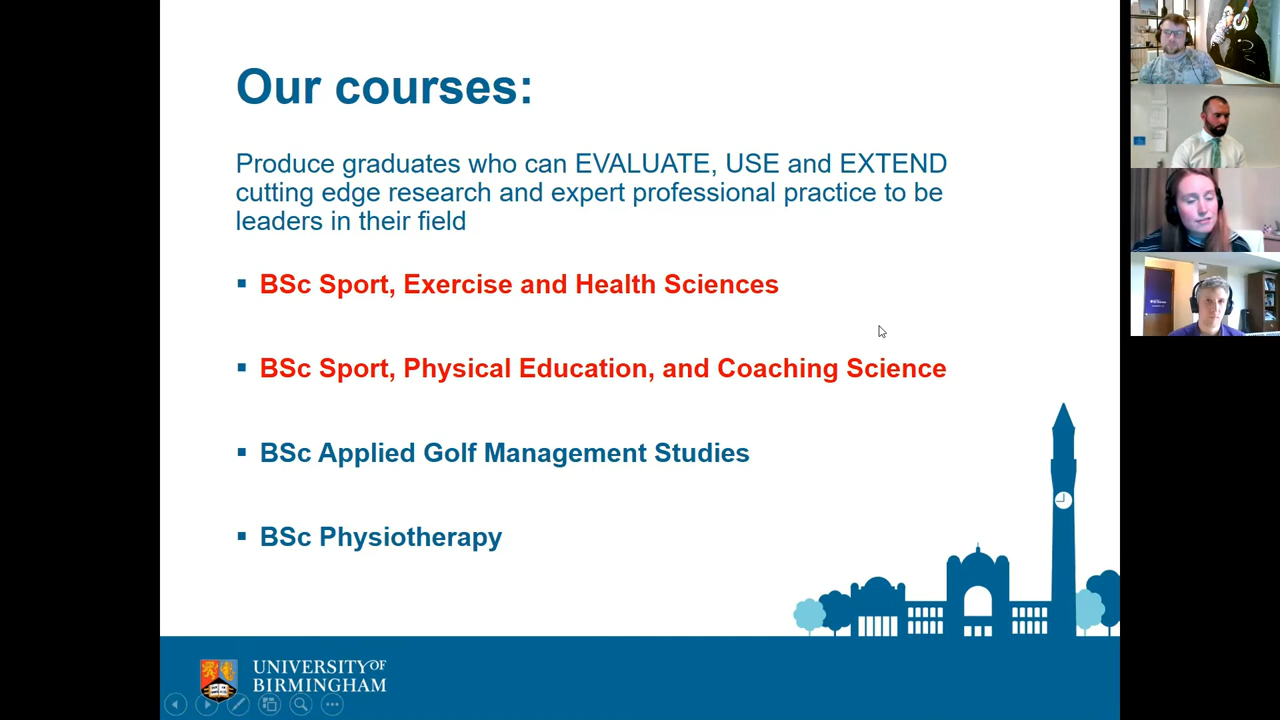 Our courses:
Produce graduates who can EVALUATE, USE and EXTEND
cutting edge research and expert professional practice to be
leaders in their field
▪ BSc Sport, Exercise and Health Sciences
▪ BSc Sport, Physical Education, and Coaching Science
▪ BSc Applied Golf Management Studies
▪ BSc Physiotherapy
UNIVERSITY OF
BIRMINGHAM